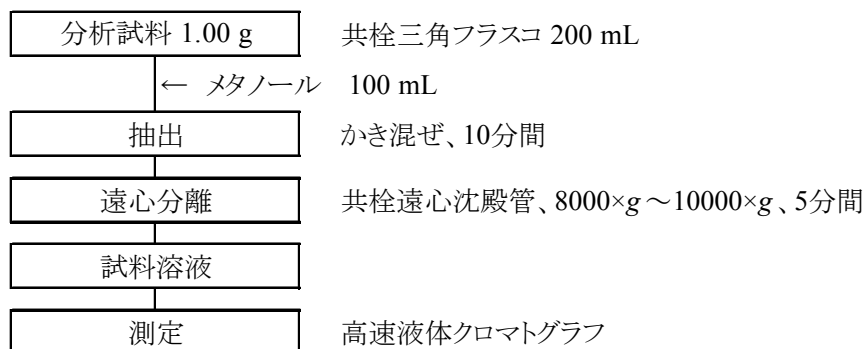 分析試料 1.00 g 共栓三角フラスコ 200 mL
← メタノール 100 mL
抽出 かき混ぜ、10分間
遠心分離 共栓遠心沈殿管、8000×g～10000×g、5分間
試料溶液
測定 高速液体クロマトグラフ